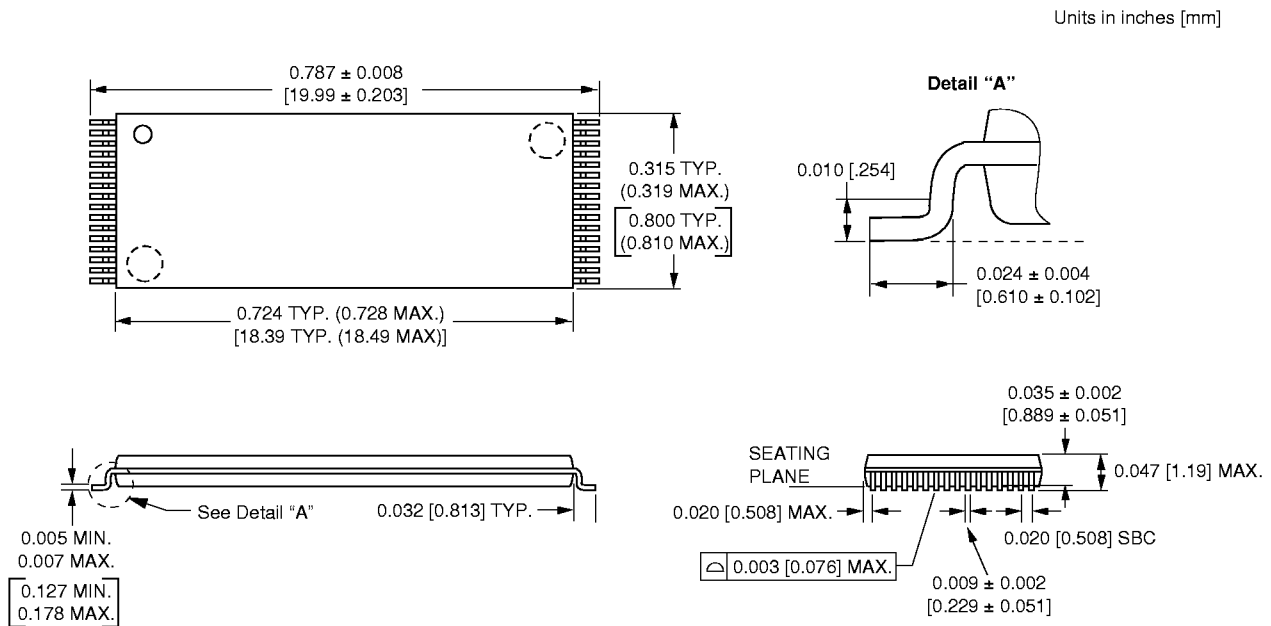 Units in inches [mm]
0.787 ± 0.008
[19.99 ± 0.203]
Detail “A”
0.315 TYP.
(0.319 MAX.)
0.800 TYP.
(0.810 MAX.)
0.010 [.254]
0.024 ± 0.004
[0.610 ± 0.102]
0.724 TYP. (0.728 MAX.)
[18.39 TYP. (18.49 MAX)]
0.035 ± 0.002
[0.889 ± 0.051]
SEATING
PLANE
0.047 [1.19] MAX.
See Detail “A”
0.032 [0.813] TYP.
0.020 [0.508] MAX.
0.020 [0.508] SBC
0.005 MIN.
0.007 MAX.
0.127 MIN.
0.178 MAX.
0.003 [0.076] MAX.
0.009 ± 0.002
[0.229 ± 0.051]